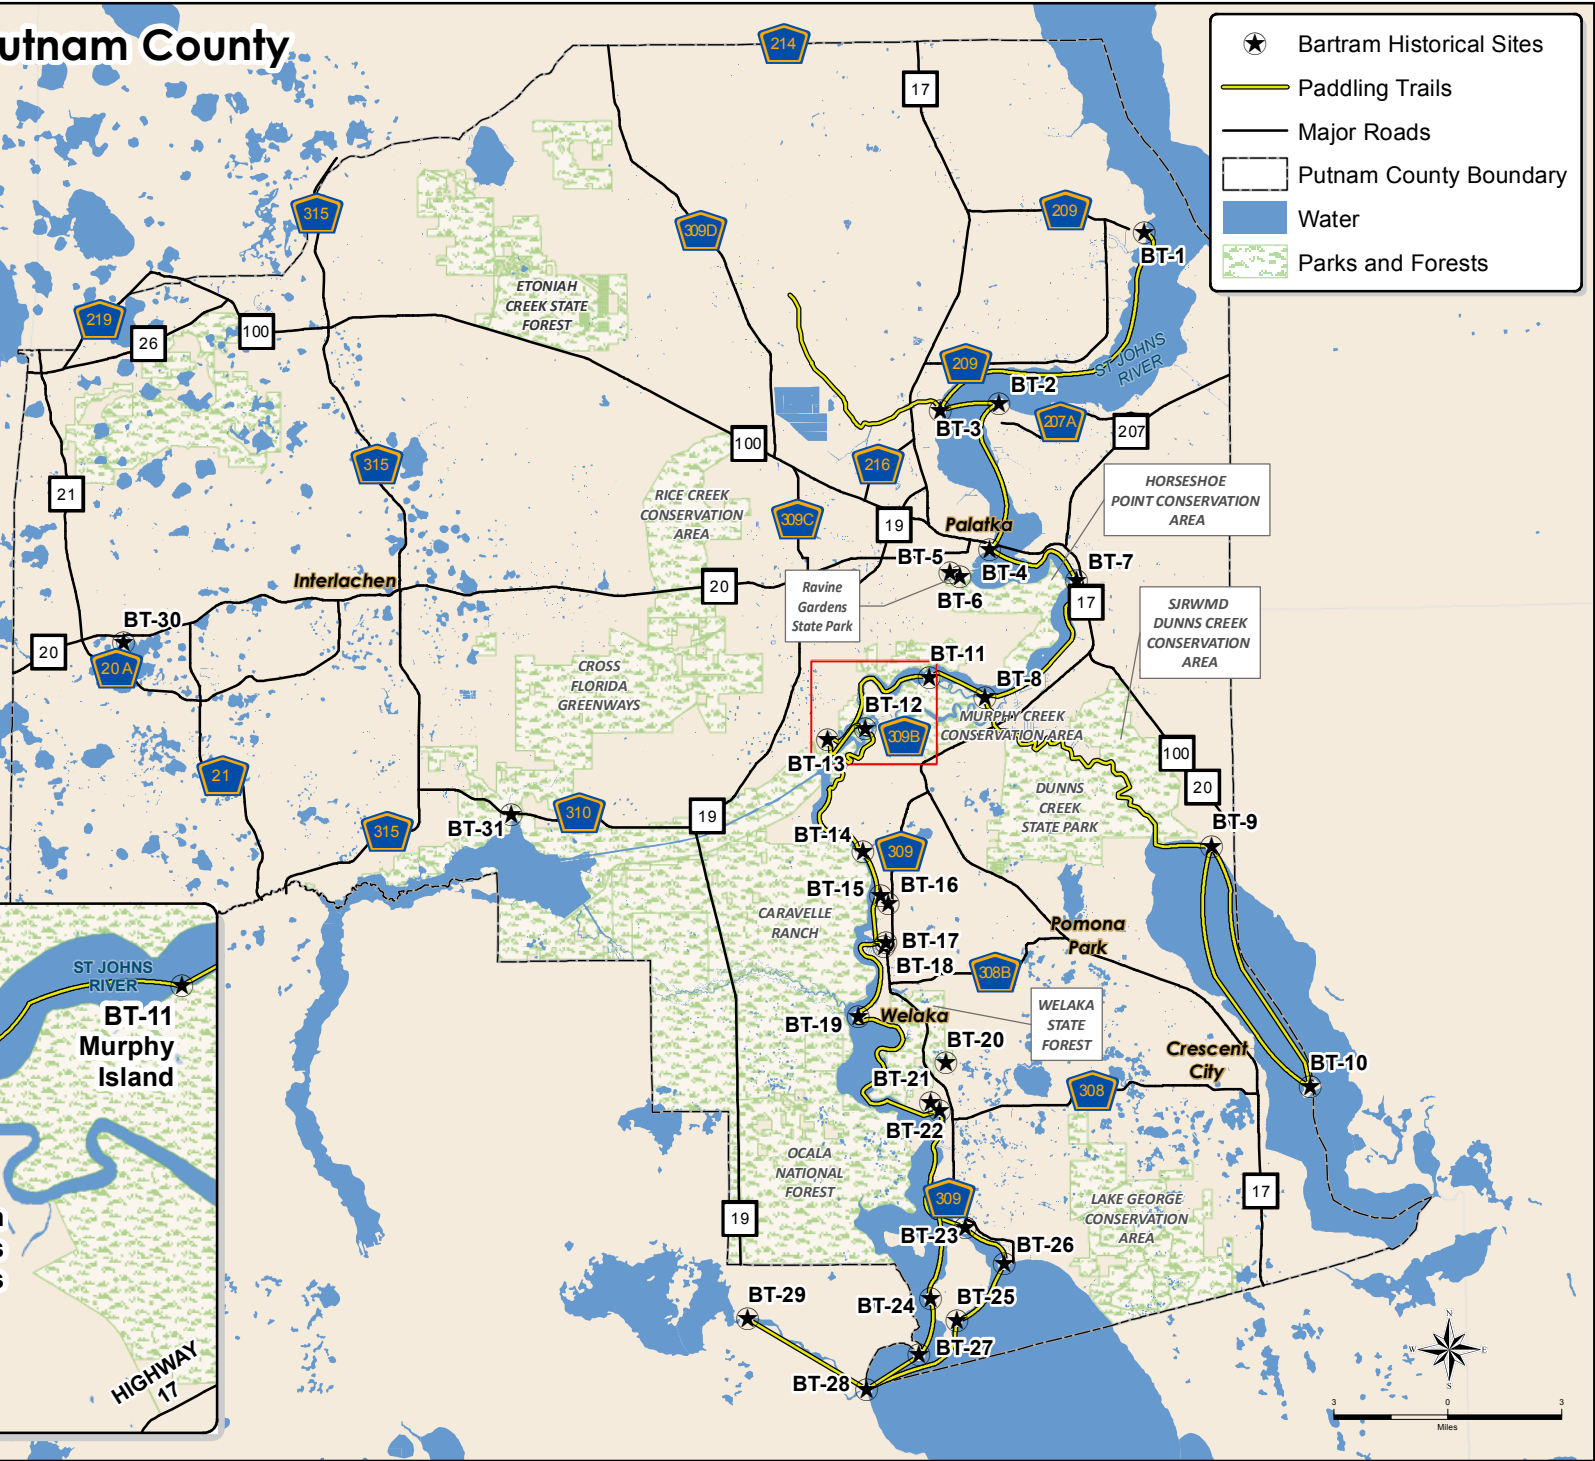 utnam County
Bartram Historical Sites
Paddling Trails
Major Roads
Putnam County Boundary
Water
Parks and Forests
214
17
315
309D
209
BT-1
219
26
100
ETONIAH
CREEK STATE
FOREST
ST JOHNS
RIVER
209
BT-2
BT-3
207A
207
100
216
315
21
RICE CREEK
CONSERVATION
AREA
309C
19
Palatka
HORSESHOE
POINT CONSERVATION
AREA
BT-5
BT-4
BT-7
BT-6
17
Interlachen
20
Ravine
Gardens
State Park
SJRWMD
DUNNS CREEK
CONSERVATION
AREA
BT-30
20
20A
CROSS
FLORIDA
GREENWAYS
BT-11
BT-8
BT-12
309B
MURPHY CREEK
CONSERVATION AREA
BT-13
100
20
21
310
19
DUNNS
CREEK
STATE PARK
BT-31
315
BT-14
309
BT-9
BT-15
BT-16
CARAVELLE
RANCH
Pomona
Park
BT-17
BT-18
308B
WELAKA
STATE
FOREST
BT-19
Welaka
BT-20
Crescent
City
BT-10
BT-21
308
BT-22
OCALA
NATIONAL
FOREST
309
19
LAKE GEORGE
CONSERVATION
AREA
17
BT-23
BT-26
BT-29
BT-24
BT-25
BT-27
BT-28
ST JOHNS
RIVER
BT-11
Murphy
Island
HIGHWAY
17
N
W
E
S
3
0
3
Miles